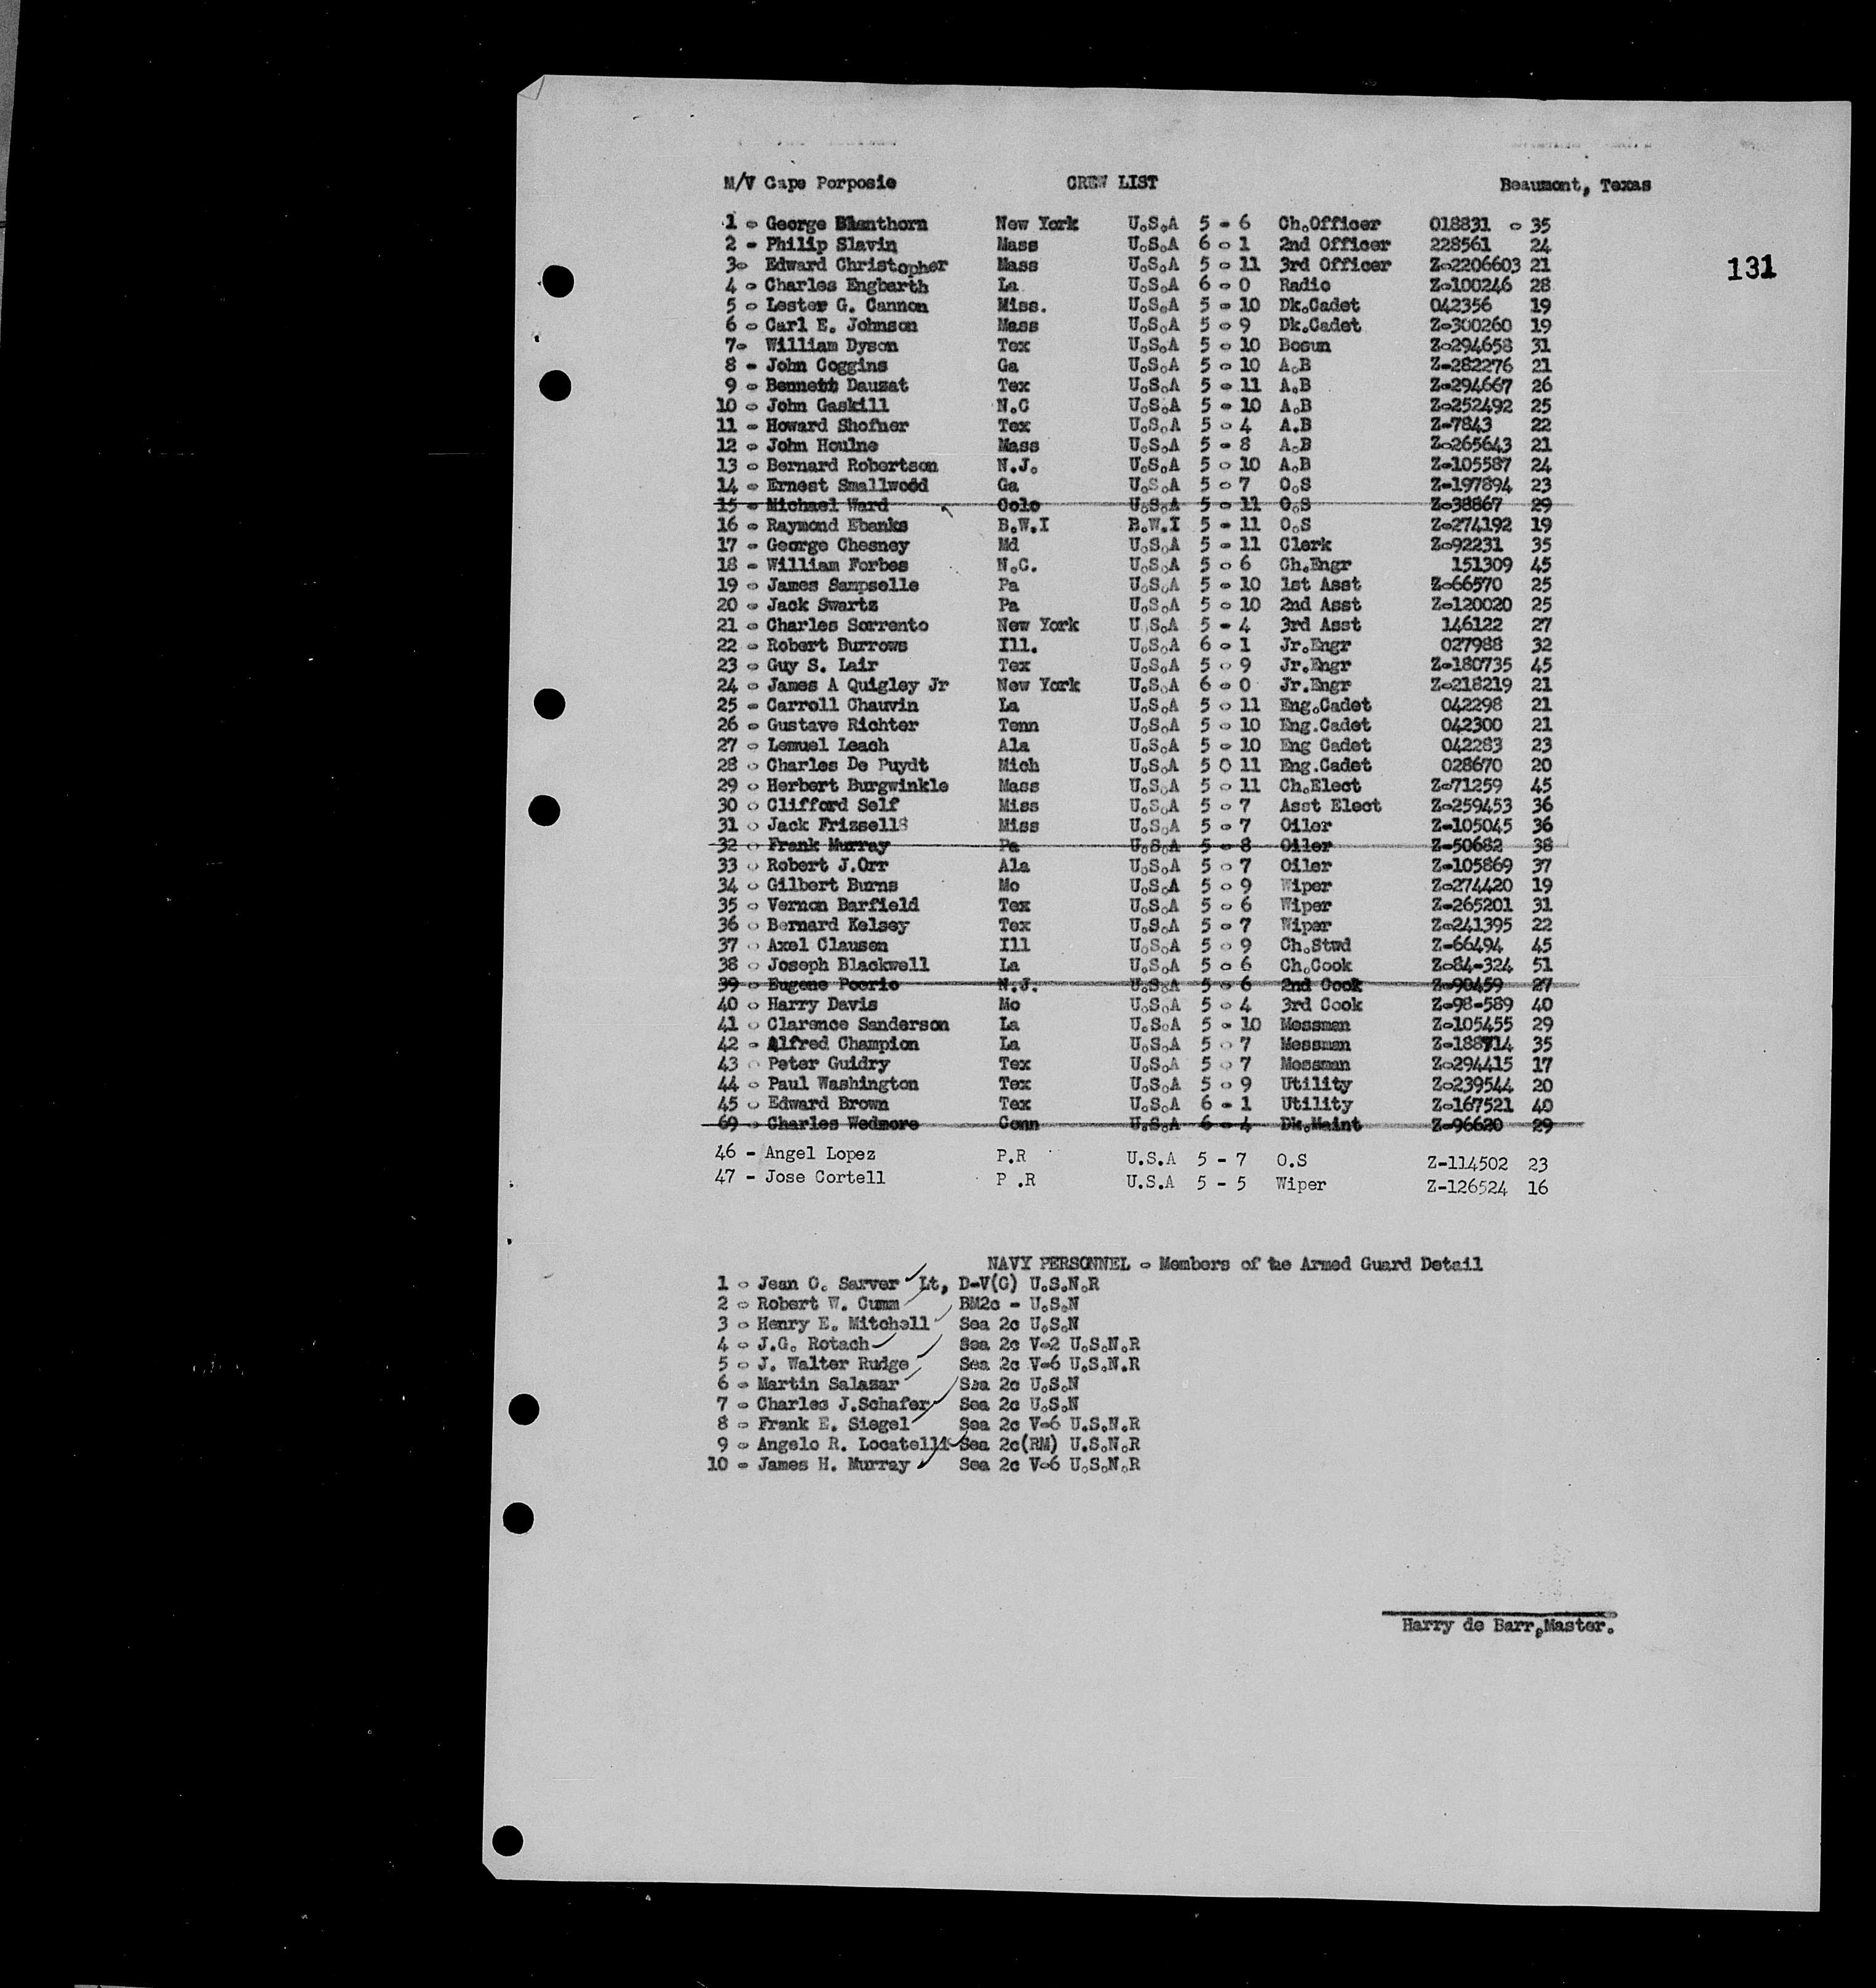 M/V Cape Porposie CREW LIST Beaumont, Texas
131
1 - George Blenthorn New York U.S.A 5 - 6 Ch.Officer 018831 - 35
2 - Philip Slavin Mass U.S.A 6 - 1 2nd Officer 228561 24
3- Edward Christopher Mass U.S.A 5 - 11 3rd Officer Z-2206603 21
4 - Charles Engbarth La. U.S.A 6 - 0 Radio Z-100246 28
5 - Lester G. Cannon Miss. U.S.A 5 - 10 Dk.Cadet 042356 19
6 - Carl E. Johnson Mass U.S.A 5 - 9 Dk.Cadet Z-300260 19
7- William Dyson Tex U.S.A 5 - 10 Bosun Z-294658 31
8 - John Coggins Ga U.S.A 5 - 10 A.B Z-282276 21
9 - Bennett Dauzat Tex U.S.A 5 - 11 A.B Z-294667 26
10 - John Gaskill N.C U.S.A 5 - 10 A.B Z-252492 25
11 - Howard Shofner Tex U.S.A 5 - 4 A.B Z-7843 22
12 - John Houlne Mass U.S.A 5 - 8 A.B Z-265643 21
13 - Bernard Robertson N.J. U.S.A 5 - 10 A.B Z-105587 24
14 - Ernest Smallwood Ga U.S.A 5 - 7 O.S Z-197894 23
15 - Michael Ward Colo U.S.A 5 - 11 O.S Z-38867 29
16 - Raymond Ebanks B.W.I B.W.I 5 - 11 O.S Z-274192 19
17 - George Chesney Md U.S.A 5 - 11 Clerk Z-92231 35
18 - William Forbes N.C. U.S.A 5 - 6 Ch.Engr 151309 45
19 - James Sampselle Pa U.S.A 5 - 10 1st Asst Z-66570 25
20 - Jack Swartz Pa U.S.A 5 - 10 2nd Asst Z-120020 25
21 - Charles Sorrento New York U.S.A 5 - 4 3rd Asst 146122 27
22 - Robert Burrows Ill. U.S.A 6 - 1 Jr.Engr 027988 32
23 - Guy S. Lair Tex U.S.A 5 - 9 Jr.Engr Z-180735 45
24 - James A Quigley Jr New York U.S.A 6 - 0 Jr.Engr Z-218219 21
25 - Carroll Chauvin La U.S.A 5 - 11 Eng.Cadet 042298 21
26 - Gustave Richter Tenn U.S.A 5 - 10 Eng.Cadet 042300 21
27 - Lemuel Leach Ala U.S.A 5 - 10 Eng Cadet 042283 23
28 - Charles De Puydt Mich U.S.A 5 0 11 Eng.Cadet 028670 20
29 - Herbert Burgwinkle Mass U.S.A 5 - 11 Ch.Elect Z-71259 45
30 - Clifford Self Miss U.S.A 5 - 7 Asst Elect Z-259453 36
31 - Jack Frizsell8 Miss U.S.A 5 - 7 Oiler Z-105045 36
32 - Frank Murray Pa U.S.A 5 - 8 Oiler Z-50682 38
33 - Robert J.Orr Ala U.S.A 5 - 7 Oiler Z-105869 37
34 - Gilbert Burns Mo U.S.A 5 - 9 Wiper Z-274420 19
35 - Vernon Barfield Tex U.S.A 5 - 6 Wiper Z-265201 31
36 - Bernard Kelsey Tex U.S.A 5 - 7 Wiper Z-241395 22
37 - Axel Clausen Ill U.S.A 5 - 9 Ch.Stwd Z-66494 45
38 - Joseph Blackwell La U.S.A 5 - 6 Ch.Cook Z-84-324 51
39 - Eugene Poerio N.J. U.S.A 5 - 6 2nd Cook Z-90459 27
40 - Harry Davis Mo U.S.A 5 - 4 3rd Cook Z-98-589 40
41 - Clarence Sanderson La U.S.A 5 - 10 Messman Z-105455 29
42 - Alfred Champion La U.S.A 5 - 7 Messman Z-188714 35
43 - Peter Guidry Tex U.S.A 5 - 7 Messman Z-294415 17
44 - Paul Washington Tex U.S.A 5 - 9 Utility Z-239544 20
45 - Edward Brown Tex U.S.A 6 - 1 Utility Z-167521 40
69 - Charles Wedmore Conn U.S.A 6 - 4 Dk.Maint Z-96620 29
46 - Angel Lopez P.R U.S.A 5 - 7 O.S Z-114502 23
47 - Jose Cortell P .R U.S.A 5 - 5 Wiper Z-126524 16
NAVY PERSONNEL - Members of the Armed Guard Detail
1 - Jean C. Sarver Lt, D-V(G) U.S.N.R
2 - Robert W. Cumm BM2c - U.S.N
3 - Henry E. Mitchell Sea 2c U.S.N
4 - J.G. Rotach Sea 2c V-2 U.S.N.R
5 - J. Walter Rudge Sea 2c V-6 U.S.N.R
6 - Martin Salazar Sea 2c U.S.N
7 - Charles J.Schafer Sea 2c U.S.N
8 - Frank E. Siegel Sea 2c V-6 U.S.N.R
9 - Angelo R. Locatelli Sea 2c(RM) U.S.N.R
10 - James H. Murray Sea 2c V-6 U.S.N.R
Harry de Barr,Master.